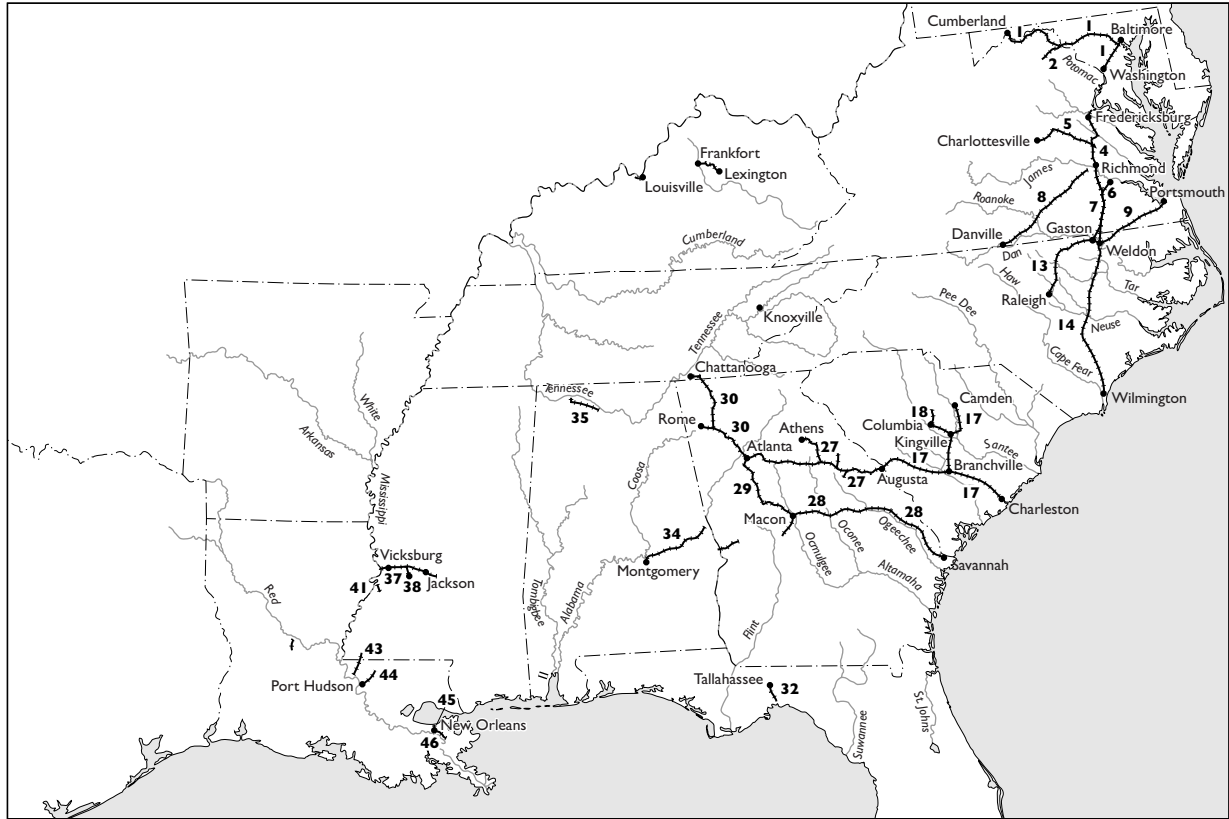 Cumberland
1
1
Baltimore
2
1
Potomac
Washington
Fredericksburg
5
Charlottesville
4
Frankfort
Richmond
Lexington
Louisville
James
6
Portsmouth
8
Roanoke
7
9
Danville
Gaston
Cumberland
Dan
Weldon
13
Haw
Tar
Raleigh
Pee Dee
Knoxville
14
Neuse
Tennessee
Cape Fear
Chattanooga
Tennessee
30
Camden
Wilmington
White
35
18
17
Rome
30
Athens
Columbia
27
Kingville
Arkansas
Atlanta
17
Santee
Coosa
Branchville
27
Augusta
Mississippi
29
17
28
28
Charleston
Macon
34
Oconee
Ogeechee
Ocmulgee
Vicksburg
Savannah
Montgomery
37
Jackson
41
38
Altamaha
Red
Tombigbee
Alabama
Flint
43
44
Port Hudson
Tallahassee
32
45
New Orleans
46
Suwannee
St. Johns